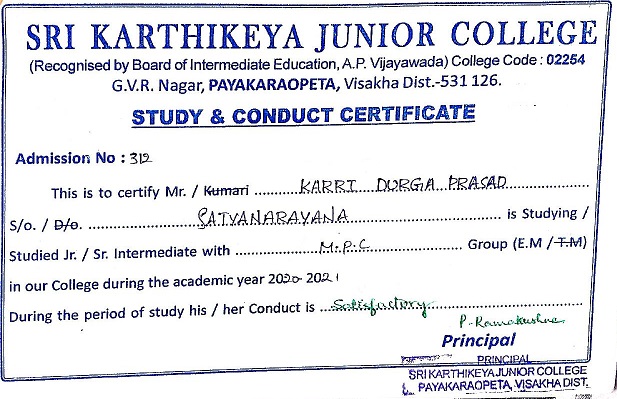 SRI KARTHIKEYA JUNIOR COLLEGE
(Recognised by Board of Intermediate Education, A.P. Vijayawada) College Code : 02254
G.V.R. Nagar, PAYAKARAOPETA, Visakha Dist.-531 126.
STUDY & CONDUCT CERTIFICATE
Admission No : 312
This is to certify Mr. / Kumari KARRI DURGA PRASAD
S/o. / D/o. SATYANARAYANA is Studying /
Studied Jr. / Sr. Intermediate with M.P.C Group (E.M / T.M)
in our College during the academic year 2020-2021
During the period of study his / her Conduct is Satisfactory
P. Ramakrishna
Principal
PRINCIPAL
SRI KARTHIKEYA JUNIOR COLLEGE
PAYAKARAOPETA, VISAKHA DIST.